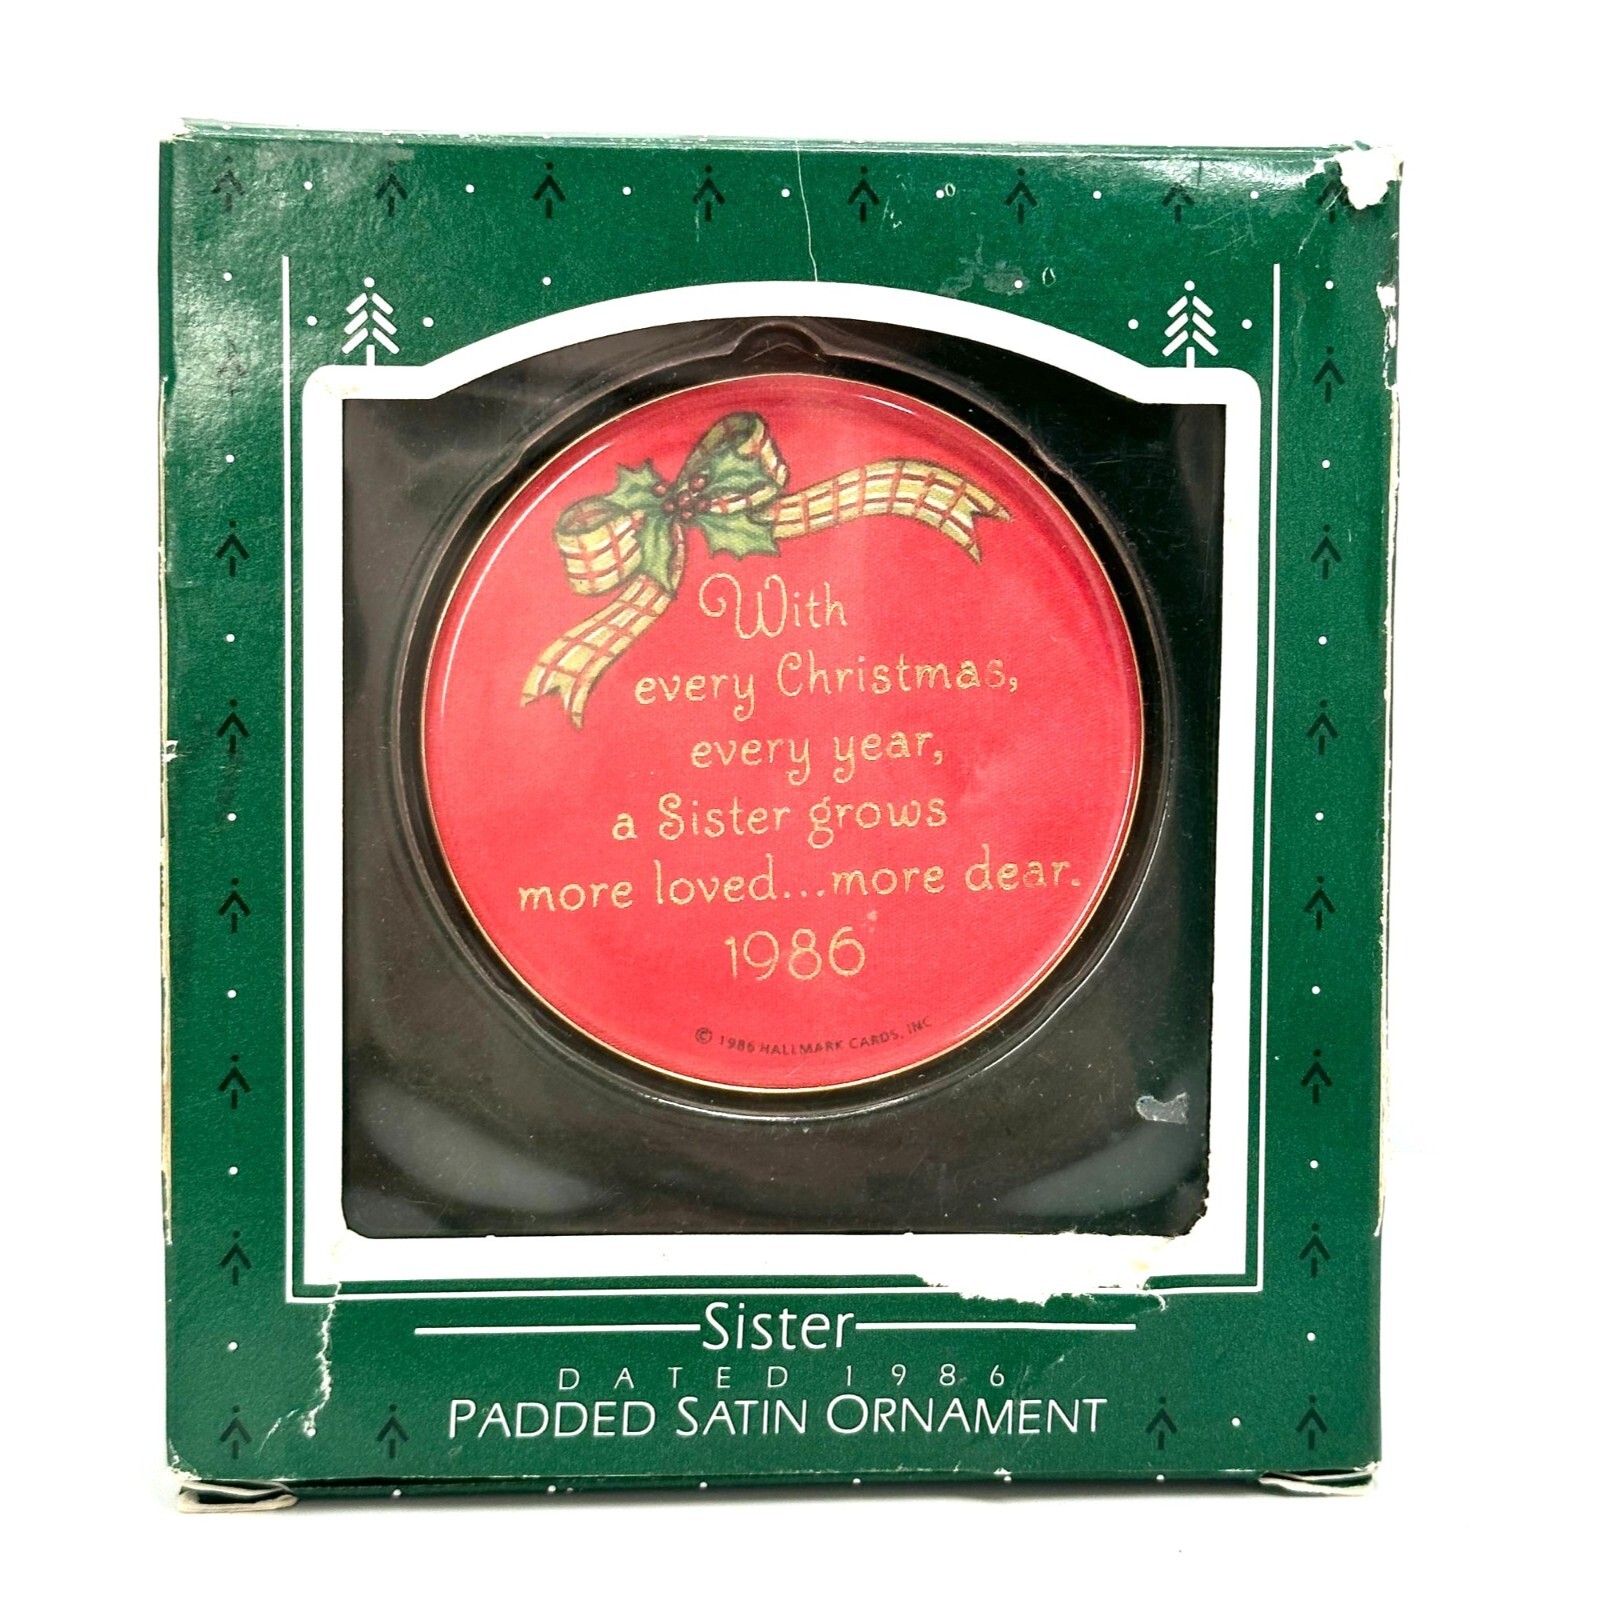 With
every Christmas,
every year,
a Sister grows
more loved...more dear.
1986
© 1986 HALLMARK CARDS, INC
Sister
DATED 1986
PADDED SATIN ORNAMENT